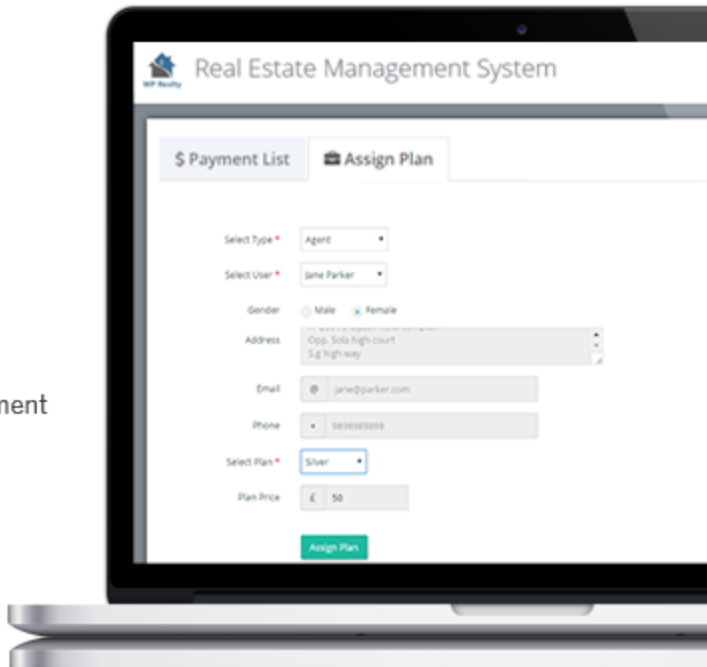 MP Realty
Real Estate Management System
$ Payment List
Assign Plan
Select Type * Agent
Select User * Jane Parker
Gender Male Female
Address
Opp. Sola high court
S.g high way
Email @ jane@parker.com
Phone 9898989898
ment
Select Plan * Silver
Plan Price £ 50
Assign Plan